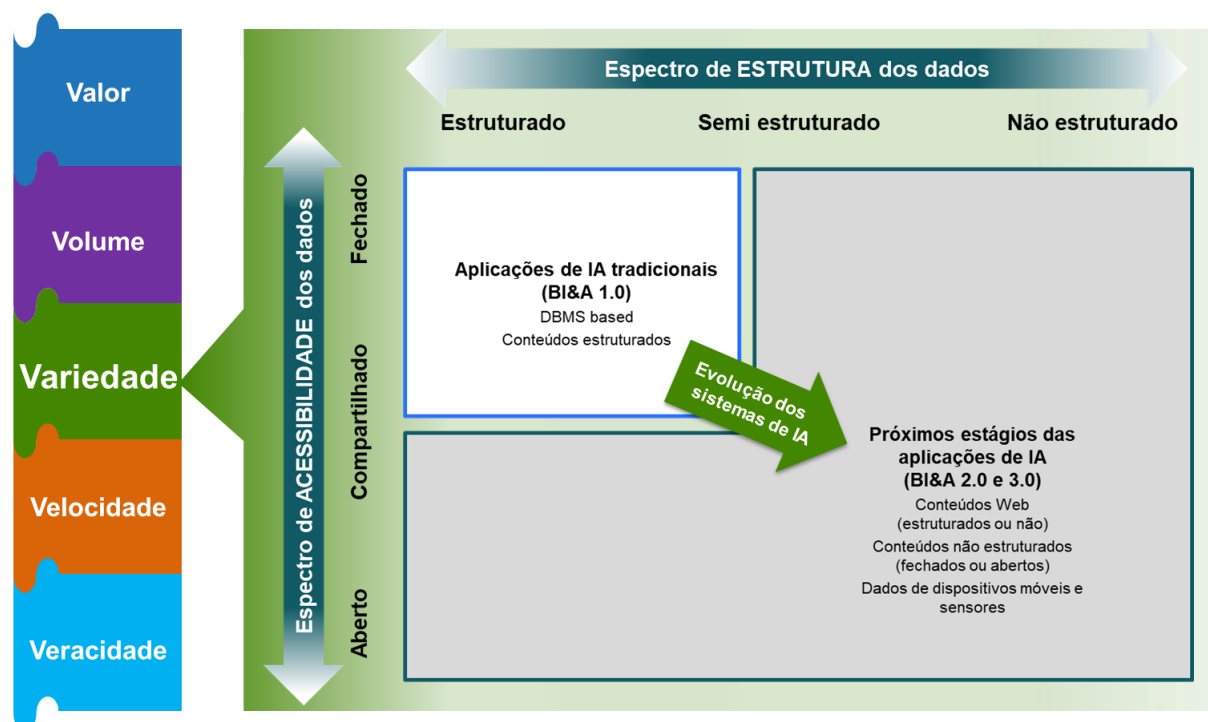 Valor
Volume
Variedade
Velocidade
Veracidade
Espectro de ESTRUTURA dos dados
Estruturado
Semi estruturado
Não estruturado
Espectro de ACESSIBILIDADE dos dados
Fechado
Compartilhado
Aberto
Aplicações de IA tradicionais
(BI&A 1.0)
DBMS based
Conteúdos estruturados
Evolução dos
sistemas de IA
Próximos estágios das
aplicações de IA
(BI&A 2.0 e 3.0)
Conteúdos Web
(estruturados ou não)
Conteúdos não estruturados
(fechados ou abertos)
Dados de dispositivos móveis e
sensores